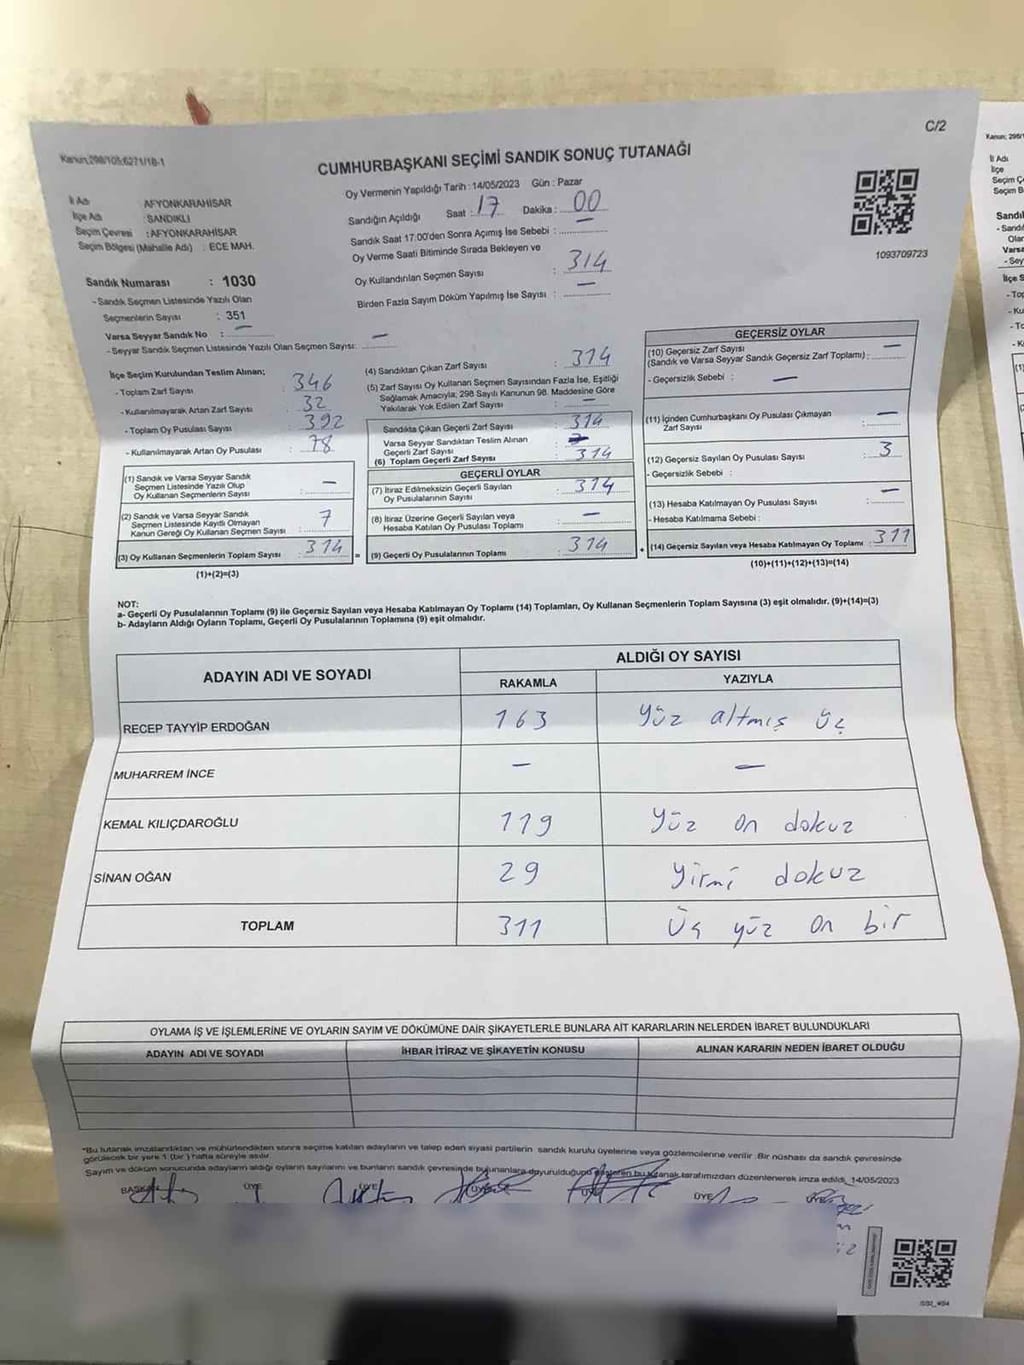 C/2
Kanun;298/105;6271/18-1
CUMHURBAŞKANI SEÇİMİ SANDIK SONUÇ TUTANAĞI
İl Adı AFYONKARAHİSAR
İlçe Adı : SANDIKLI
Seçim Çevresi : AFYONKARAHİSAR
Seçim Bölgesi (Mahalle Adı) : ECE MAH.
Sandık Numarası : 1030
- Sandık Seçmen Listesinde Yazılı Olan
Seçmenlerin Sayısı : 351
Varsa Seyyar Sandık No : —
- Seyyar Sandık Seçmen Listesinde Yazılı Olan Seçmen Sayısı: —
Oy Vermenin Yapıldığı Tarih : 14/05/2023 Gün : Pazar
Sandığın Açıldığı Saat : 17 Dakika : 00
Sandık Saat 17:00'den Sonra Açımış İse Sebebi : —
Oy Verme Saati Bitiminde Sırada Bekleyen ve
Oy Kullandırılan Seçmen Sayısı : 314
Birden Fazla Sayım Döküm Yapılmış İse Sayısı : —
1093709723
İlçe Seçim Kurulundan Teslim Alınan;
- Toplam Zarf Sayısı : 346
- Kullanılmayarak Artan Zarf Sayısı : 32
- Toplam Oy Pusulası Sayısı : 392
- Kullanılmayarak Artan Oy Pusulası : 78
(1) Sandık ve Varsa Seyyar Sandık
Seçmen Listesinde Yazılı Olup
Oy Kullanan Seçmenlerin Sayısı : —
(2) Sandık ve Varsa Seyyar Sandık
Seçmen Listesinde Kayıtlı Olmayan
Kanun Gereği Oy Kullanan Seçmen Sayısı : 7
(3) Oy Kullanan Seçmenlerin Toplam Sayısı : 314
(1)+(2)=(3)
(4) Sandıktan Çıkan Zarf Sayısı : 314
(5) Zarf Sayısı Oy Kullanan Seçmen Sayısından Fazla İse, Eşitliği
Sağlamak Amacıyla; 298 Sayılı Kanunun 98. Maddesine Göre
Yakılarak Yok Edilen Zarf Sayısı : —
Sandıkta Çıkan Geçerli Zarf Sayısı : 314
Varsa Seyyar Sandıktan Teslim Alınan
Geçerli Zarf Sayısı : —
(6) Toplam Geçerli Zarf Sayısı : 314
GEÇERLİ OYLAR
(7) İtiraz Edilmeksizin Geçerli Sayılan
Oy Pusulalarının Sayısı : 314
(8) İtiraz Üzerine Geçerli Sayılan veya
Hesaba Katılan Oy Pusulası Toplamı : —
= (9) Geçerli Oy Pusulalarının Toplamı : 314
GEÇERSİZ OYLAR
(10) Geçersiz Zarf Sayısı
(Sandık ve Varsa Seyyar Sandık Geçersiz Zarf Toplamı) : —
- Geçersizlik Sebebi : —
(11) İçinden Cumhurbaşkanı Oy Pusulası Çıkmayan
Zarf Sayısı : —
(12) Geçersiz Sayılan Oy Pusulası Sayısı : 3
- Geçersizlik Sebebi :
(13) Hesaba Katılmayan Oy Pusulası Sayısı : —
- Hesaba Katılmama Sebebi :
+ (14) Geçersiz Sayılan veya Hesaba Katılmayan Oy Toplamı : 311
(10)+(11)+(12)+(13)=(14)
NOT:
a- Geçerli Oy Pusulalarının Toplamı (9) ile Geçersiz Sayılan veya Hesaba Katılmayan Oy Toplamı (14) Toplamları, Oy Kullanan Seçmenlerin Toplam Sayısına (3) eşit olmalıdır. (9)+(14)=(3)
b- Adayların Aldığı Oyların Toplamı, Geçerli Oy Pusulalarının Toplamına (9) eşit olmalıdır.
ADAYIN ADI VE SOYADI ALDIĞI OY SAYISI
RAKAMLA YAZIYLA
RECEP TAYYİP ERDOĞAN 163 Yüz altmış üç
MUHARREM İNCE — —
KEMAL KILIÇDAROĞLU 119 Yüz on dokuz
SİNAN OĞAN 29 Yirmi dokuz
TOPLAM 311 Üç yüz on bir
OYLAMA İŞ VE İŞLEMLERİNE VE OYLARIN SAYIM VE DÖKÜMÜNE DAİR ŞİKAYETLERLE BUNLARA AİT KARARLARIN NELERDEN İBARET BULUNDUKLARI
ADAYIN ADI VE SOYADI İHBAR İTİRAZ VE ŞİKAYETİN KONUSU ALINAN KARARIN NEDEN İBARET OLDUĞU
*Bu tutanak imzalandıktan ve mühürlendikten sonra seçime katılan adayların ve talep eden siyasi partilerin sandık kurulu üyelerine veya gözlemcilerine verilir. Bir nüshası da sandık çevresinde
görülecek bir yere 1 (bir) hafta süreyle asılır.
Sayım ve döküm sonucunda adayların aldığı oyların sayılarını ve bunların sandık çevresinde bulunanlara duyurulduğunu gösteren bu tutanak tarafımızdan düzenlenerek imza edildi. 14/05/2023
BAŞKAN ÜYE ÜYE ÜYE ÜYE ÜYE ÜYE